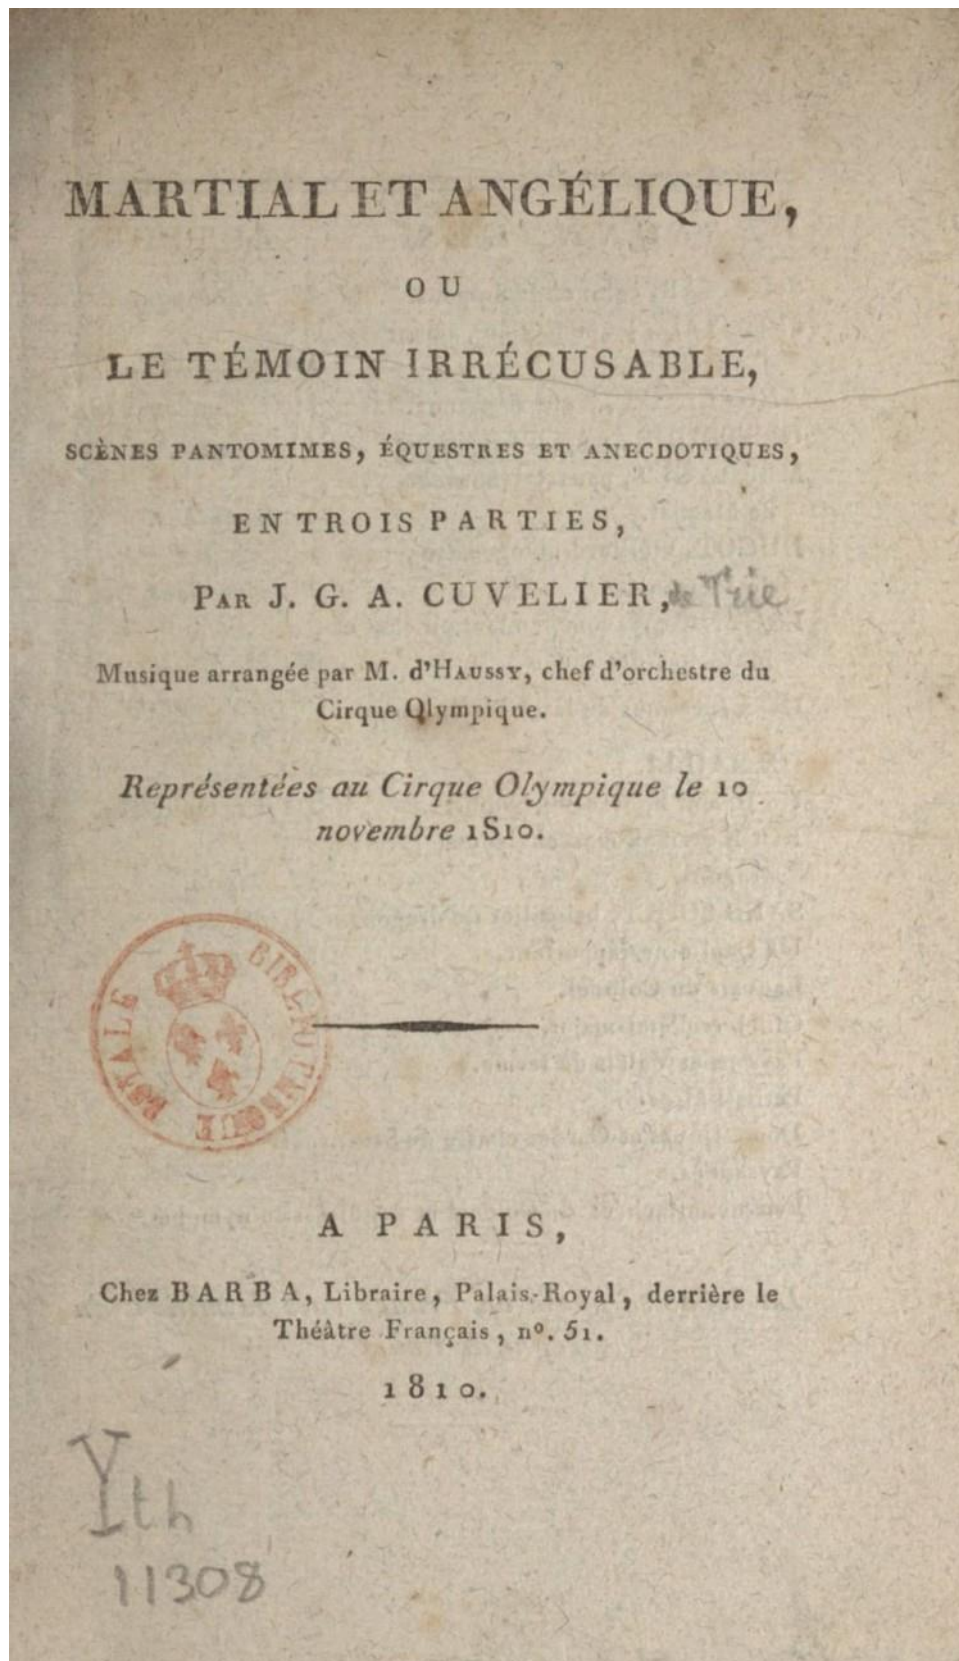 MARTIAL ET ANGÉLIQUE,
OU
LE TÉMOIN IRRÉCUSABLE,
SCÈNES PANTOMIMES, ÉQUESTRES ET ANECDOTIQUES,
EN TROIS PARTIES,
PAR J. G. A. CUVELIER, de Trie
Musique arrangée par M. d'HAUSSY, chef d'orchestre du
Cirque Olympique.
Représentées au Cirque Olympique le 10
novembre 1810.
BIBLIOTHEQUE ROYALE
A PARIS,
Chez BARBA, Libraire, Palais-Royal, derrière le
Théâtre Français, nº. 51.
1810.
Yth
11308